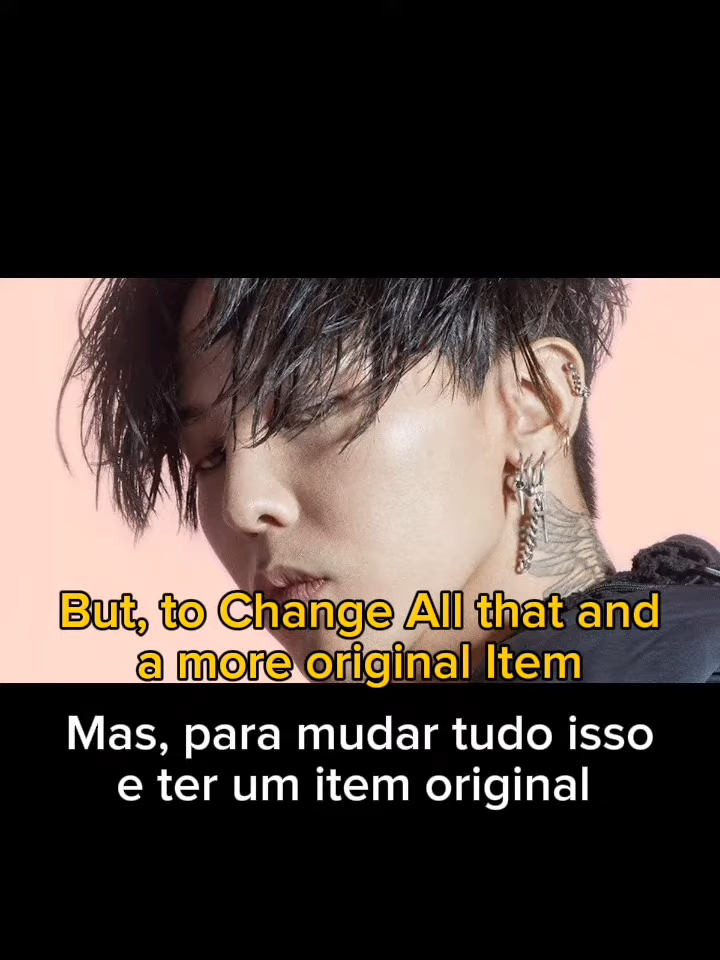 But, to Change All that and
a more original Item
Mas, para mudar tudo isso
e ter um item original